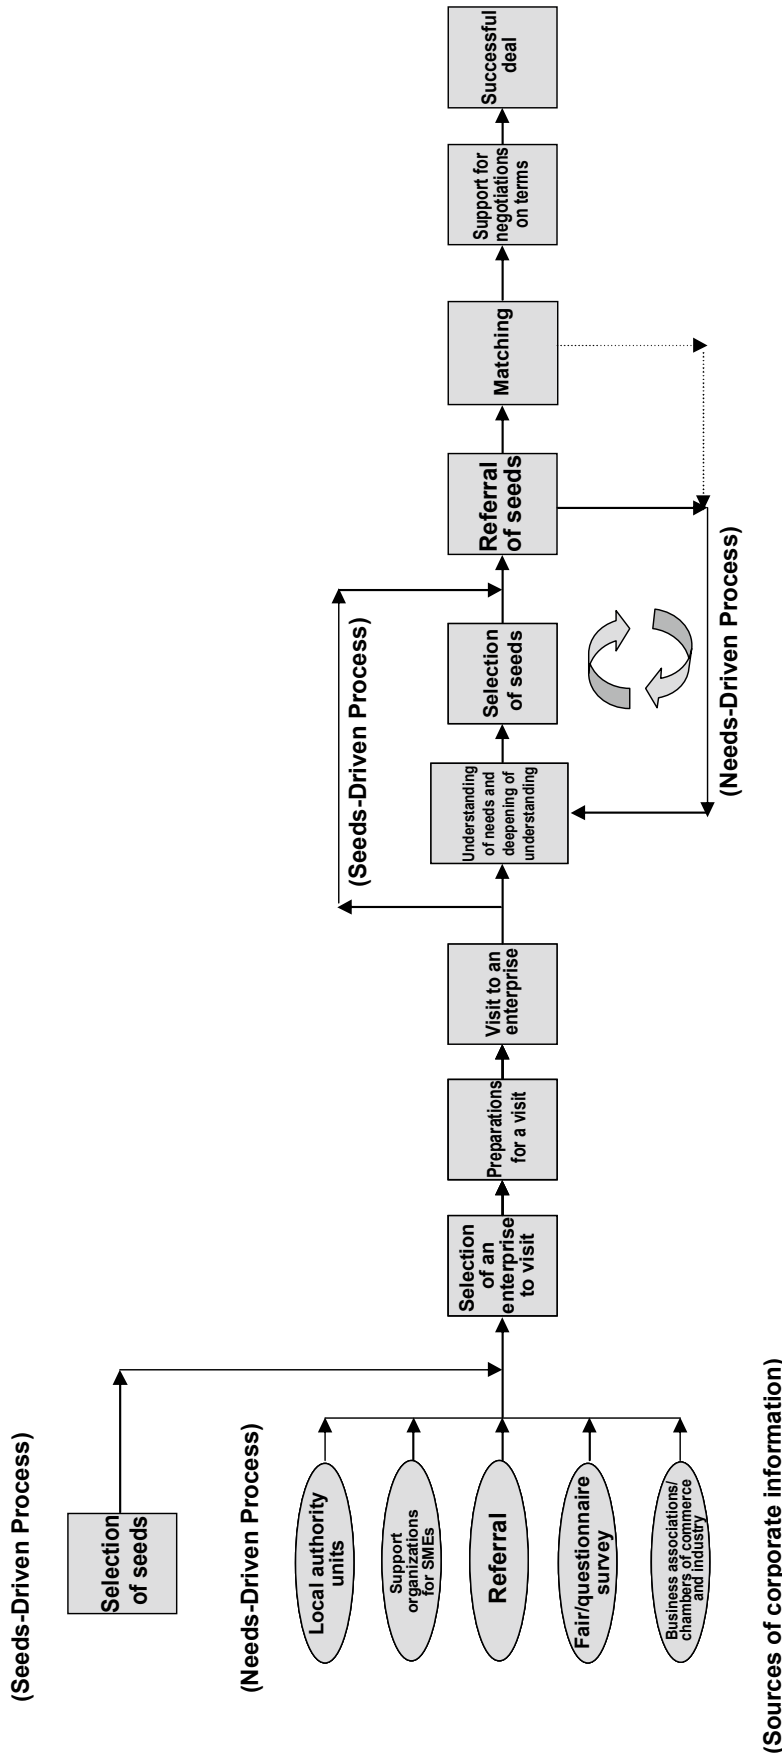 (Seeds-Driven Process)
Selection
of seeds
(Needs-Driven Process)
Local authority
units
Support
organizations
for SMEs
Referral
Fair/questionnaire
survey
Business associations/
chambers of commerce
and industry
(Sources of corporate information)
Selection
of an
enterprise
to visit
Preparations
for a visit
Visit to an
enterprise
(Seeds-Driven Process)
Understanding
of needs and
deepening of
understanding
Selection
of seeds
Referral
of seeds
(Needs-Driven Process)
Matching
Support for
negotiations
on terms
Successful
deal